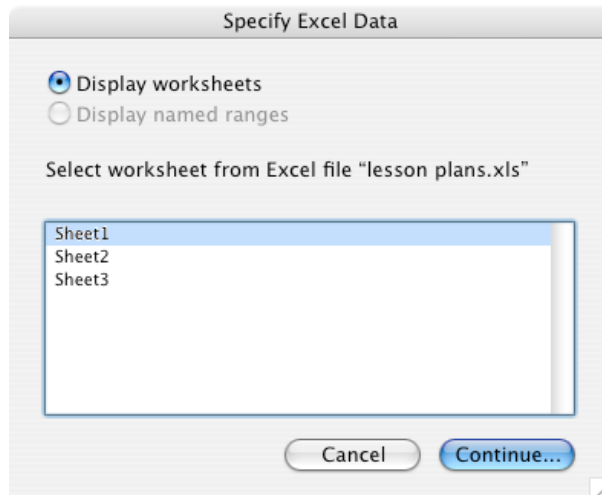 Specify Excel Data
Display worksheets
Display named ranges
Select worksheet from Excel file “lesson plans.xls”
Sheet1
Sheet2
Sheet3
Cancel
Continue...